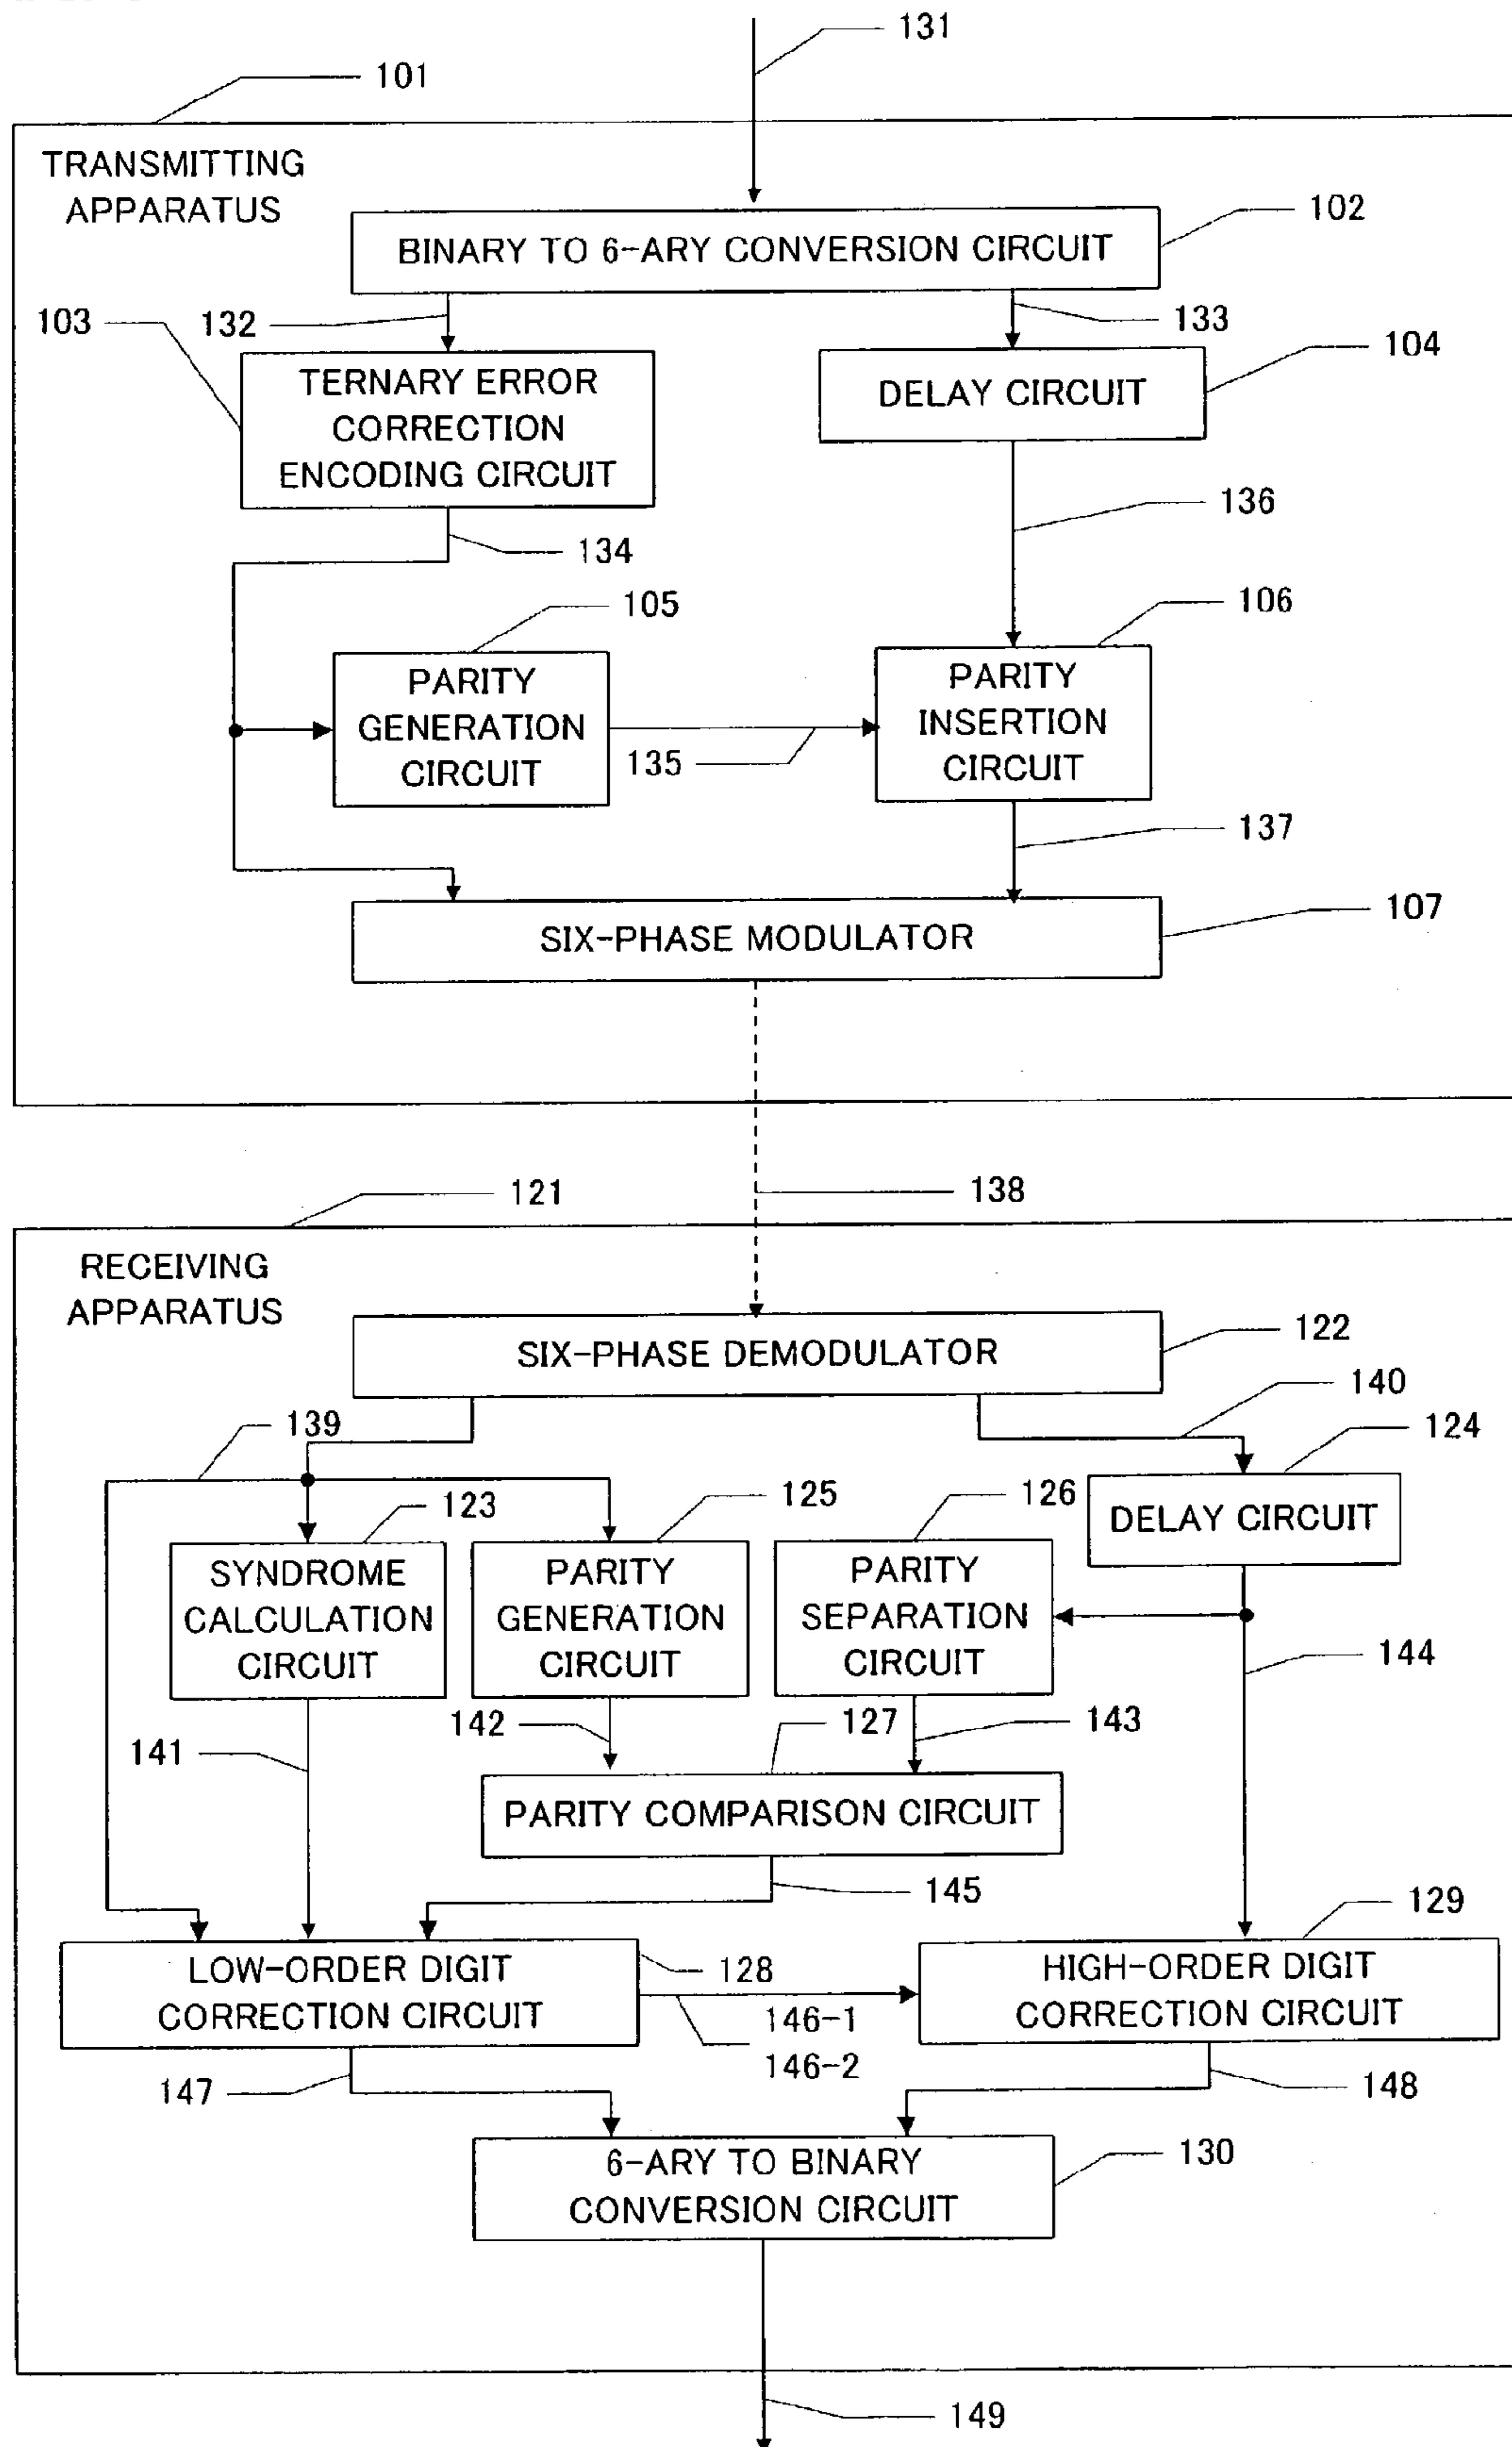 131
101
TRANSMITTING
APPARATUS
102
BINARY TO 6-ARY CONVERSION CIRCUIT
103
132
133
104
TERNARY ERROR
CORRECTION
ENCODING CIRCUIT
DELAY CIRCUIT
136
134
105
106
PARITY
GENERATION
CIRCUIT
135
PARITY
INSERTION
CIRCUIT
137
107
SIX-PHASE MODULATOR
121
138
RECEIVING
APPARATUS
SIX-PHASE DEMODULATOR
122
140
139
124
123
125
126
DELAY CIRCUIT
SYNDROME
CALCULATION
CIRCUIT
PARITY
GENERATION
CIRCUIT
PARITY
SEPARATION
CIRCUIT
144
142
127
143
141
PARITY COMPARISON CIRCUIT
145
129
LOW-ORDER DIGIT
CORRECTION CIRCUIT
128
146-1
146-2
HIGH-ORDER DIGIT
CORRECTION CIRCUIT
147
148
6-ARY TO BINARY
CONVERSION CIRCUIT
130
149